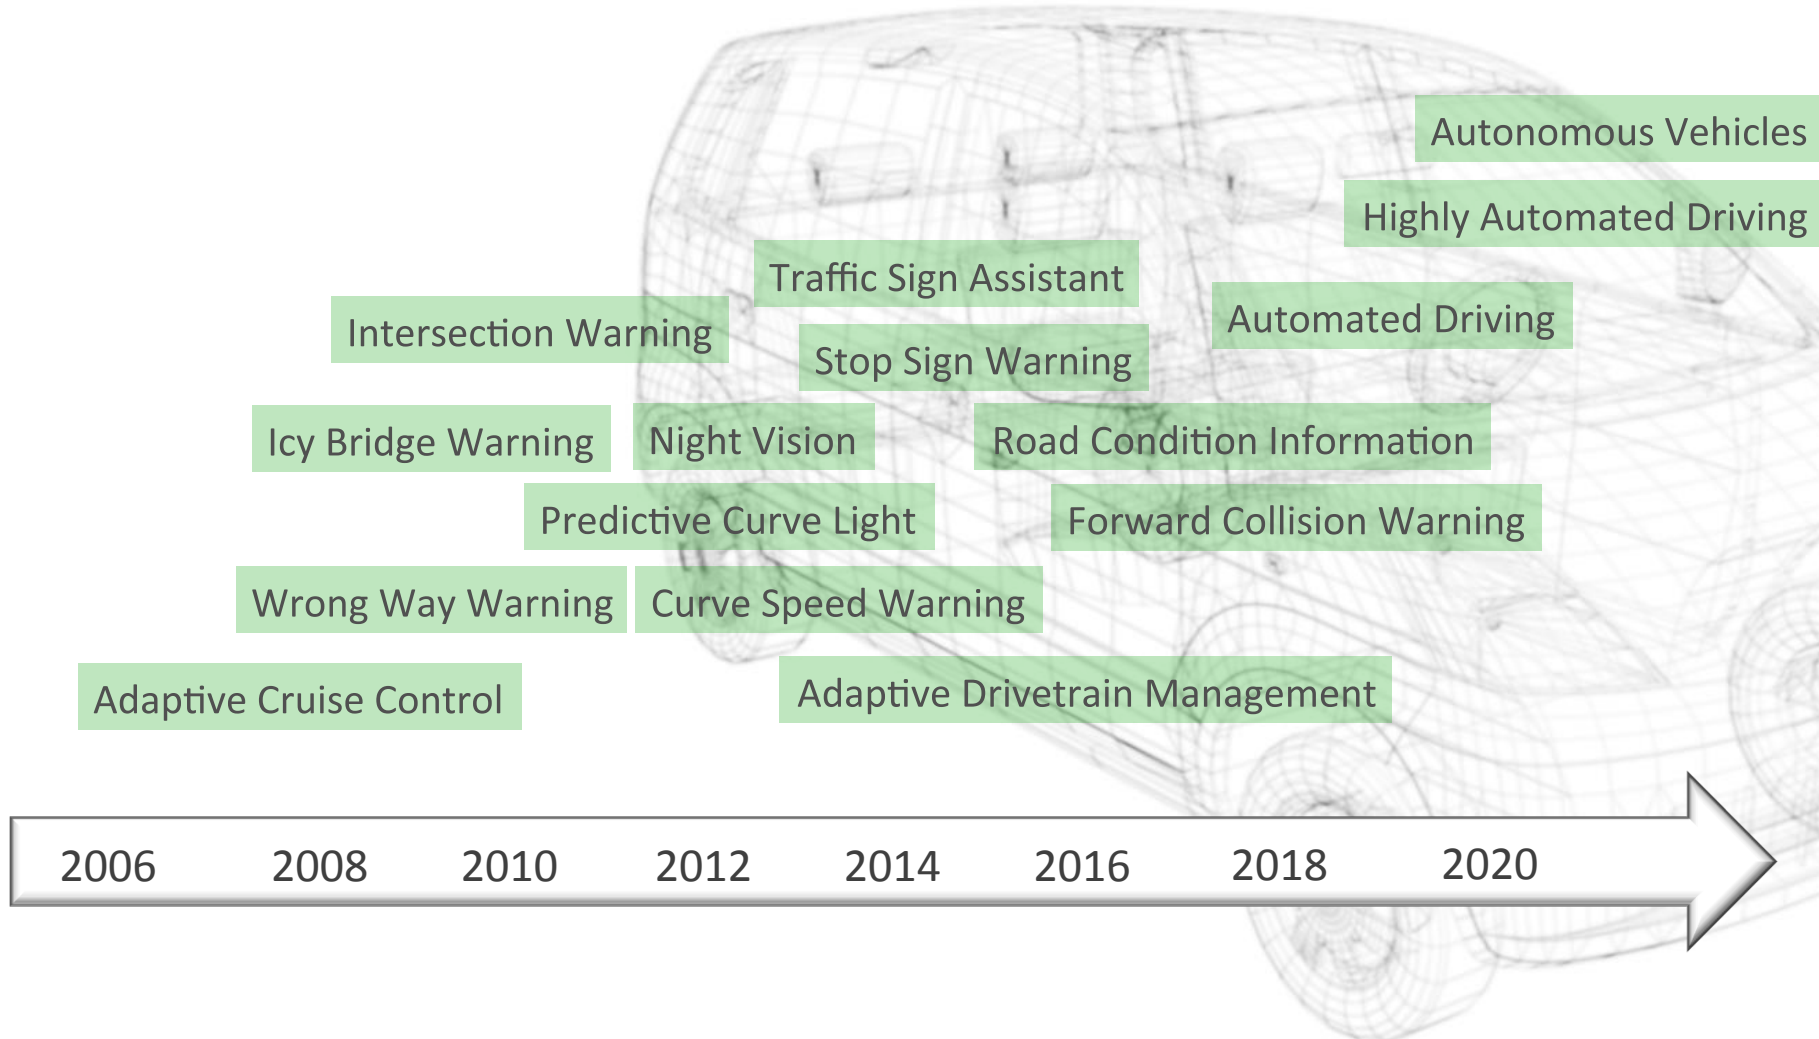 Autonomous Vehicles
Highly Automated Driving
Traffic Sign Assistant
Automated Driving
Intersection Warning
Stop Sign Warning
Icy Bridge Warning
Night Vision
Road Condition Information
Predictive Curve Light
Forward Collision Warning
Wrong Way Warning
Curve Speed Warning
Adaptive Cruise Control
Adaptive Drivetrain Management
2006 2008 2010 2012 2014 2016 2018 2020